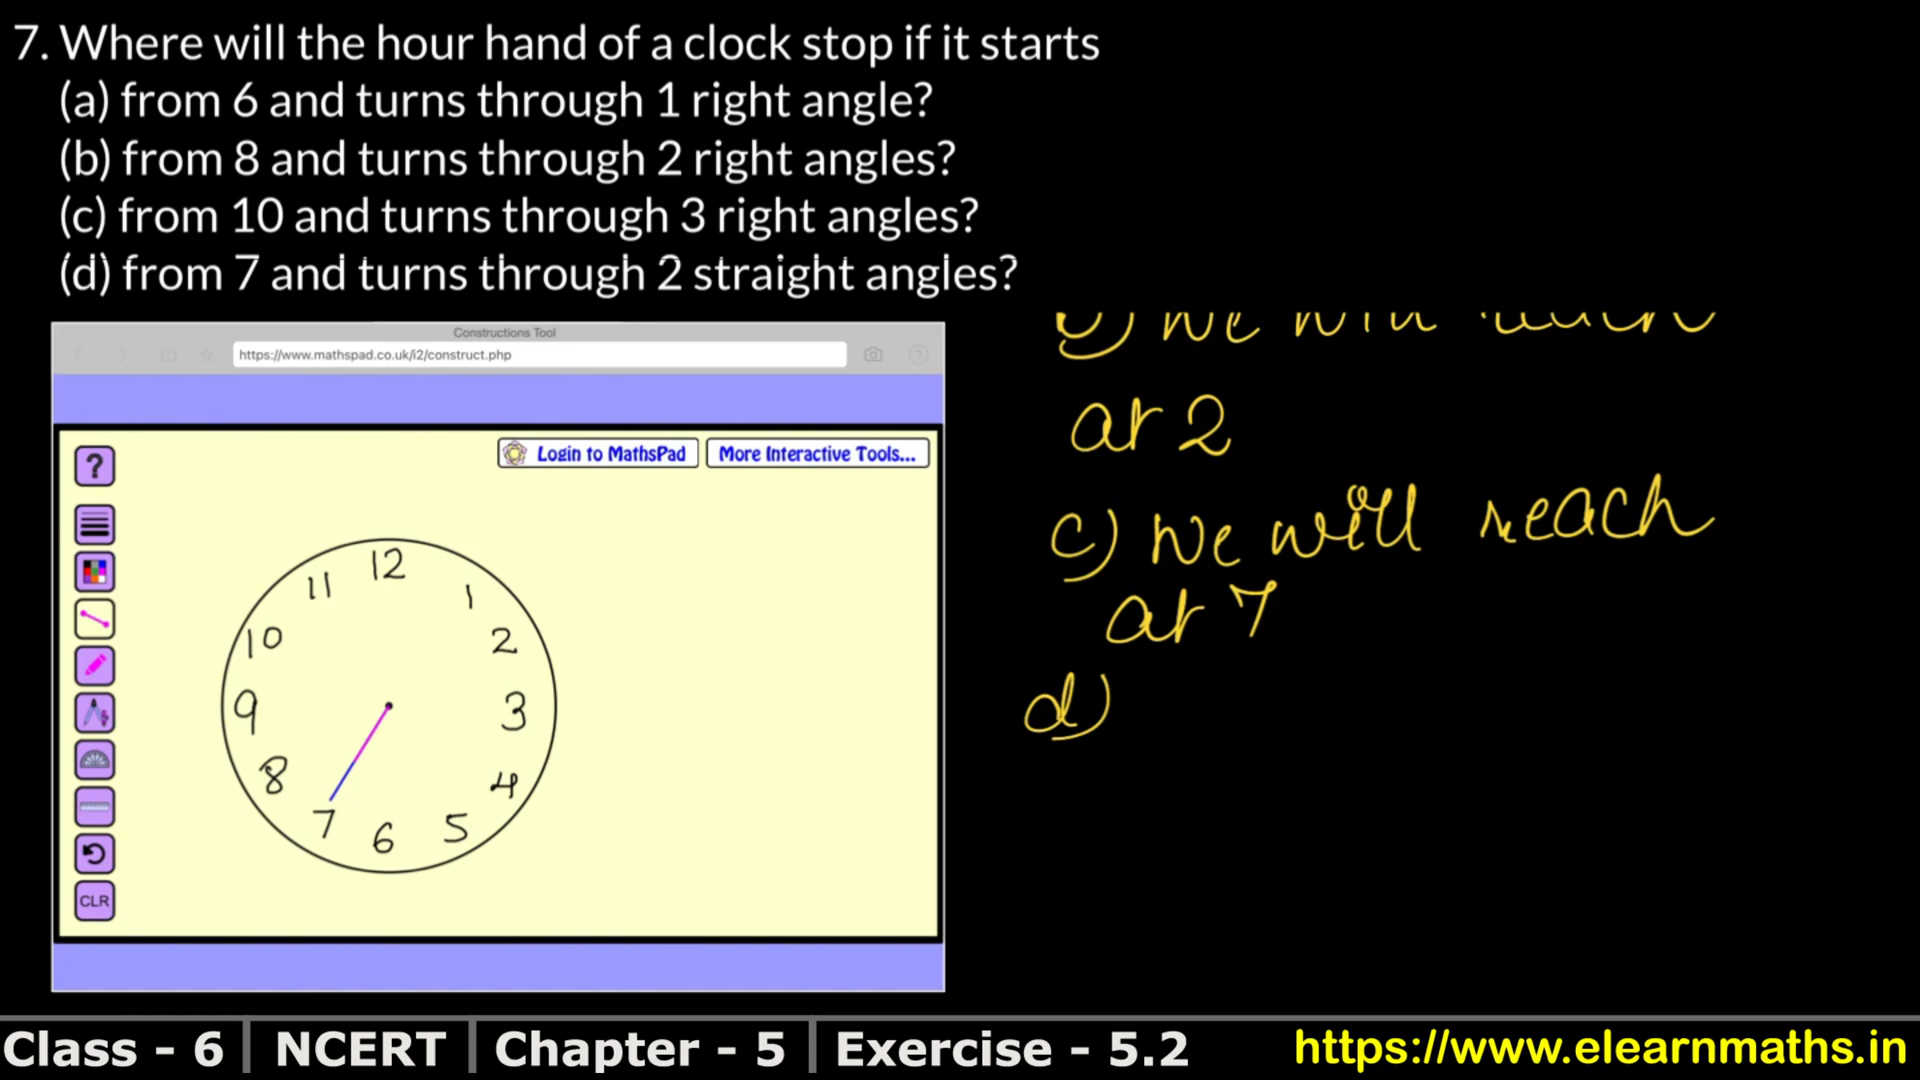 7. Where will the hour hand of a clock stop if it starts
(a) from 6 and turns through 1 right angle?
(b) from 8 and turns through 2 right angles?
(c) from 10 and turns through 3 right angles?
(d) from 7 and turns through 2 straight angles?
Constructions Tool
https://www.mathspad.co.uk/i2/construct.php
?
?
Login to MathsPad
More Interactive Tools...
12
11
1
10
2
9
3
8
4
7
6
5
CLR
b) We will reach
at 2
c) We will reach
at 7
d)
Class - 6 | NCERT | Chapter - 5 | Exercise - 5.2
https://www.elearnmaths.in